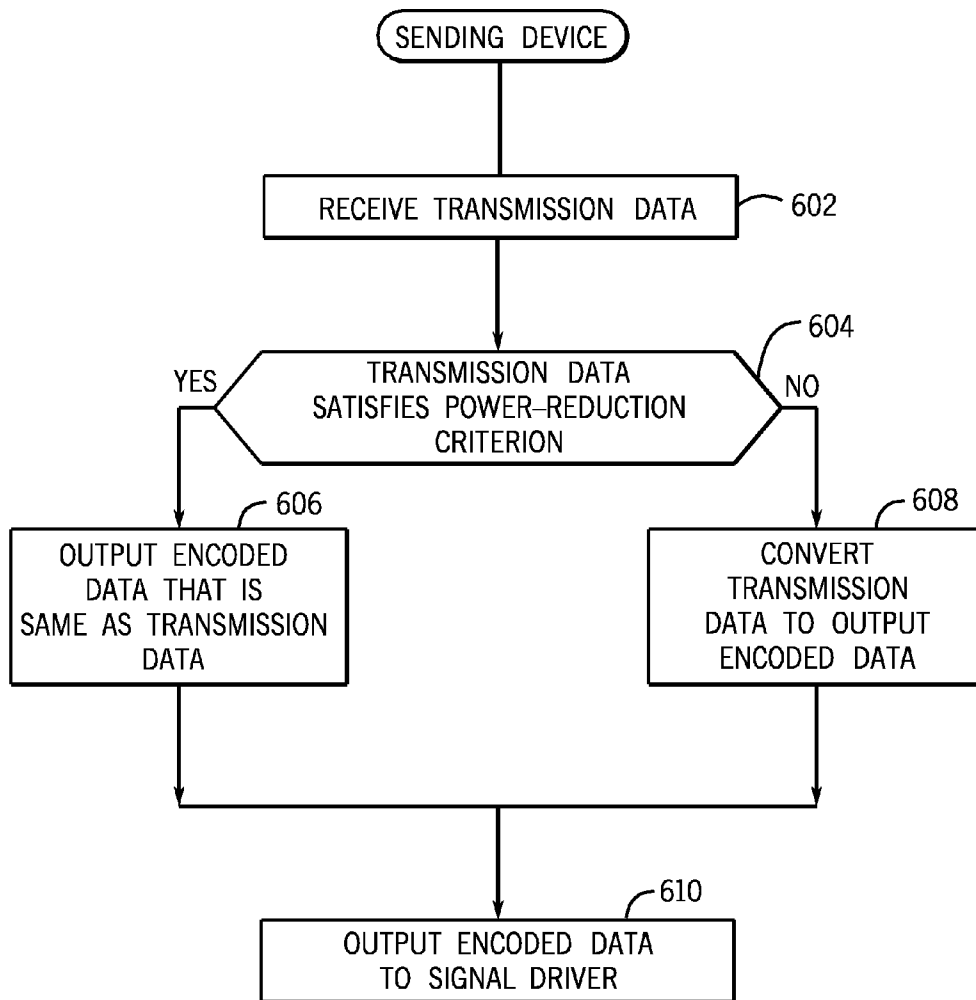 SENDING DEVICE
RECEIVE TRANSMISSION DATA
602
604
TRANSMISSION DATA
SATISFIES POWER–REDUCTION
CRITERION
YES
NO
606
OUTPUT ENCODED
DATA THAT IS
SAME AS TRANSMISSION
DATA
608
CONVERT
TRANSMISSION
DATA TO OUTPUT
ENCODED DATA
610
OUTPUT ENCODED DATA
TO SIGNAL DRIVER